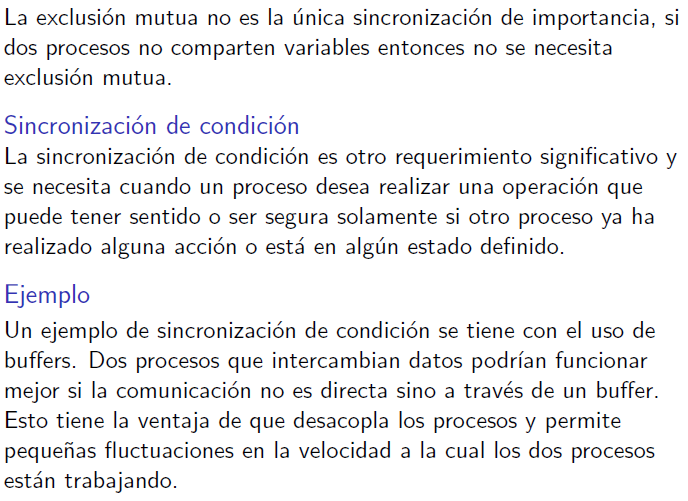 La exclusión mutua no es la única sincronización de importancia, si
dos procesos no comparten variables entonces no se necesita
exclusión mutua.
Sincronización de condición
La sincronización de condición es otro requerimiento significativo y
se necesita cuando un proceso desea realizar una operación que
puede tener sentido o ser segura solamente si otro proceso ya ha
realizado alguna acción o está en algún estado definido.
Ejemplo
Un ejemplo de sincronización de condición se tiene con el uso de
buffers. Dos procesos que intercambian datos podrían funcionar
mejor si la comunicación no es directa sino a través de un buffer.
Esto tiene la ventaja de que desacopla los procesos y permite
pequeñas fluctuaciones en la velocidad a la cual los dos procesos
están trabajando.